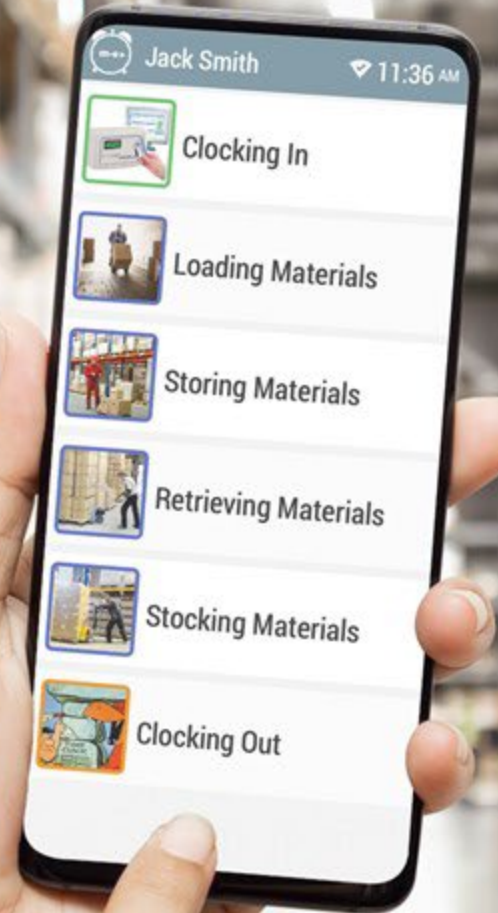 Jack Smith
11:36 AM
Clocking In
Loading Materials
Storing Materials
Retrieving Materials
Stocking Materials
Clocking Out